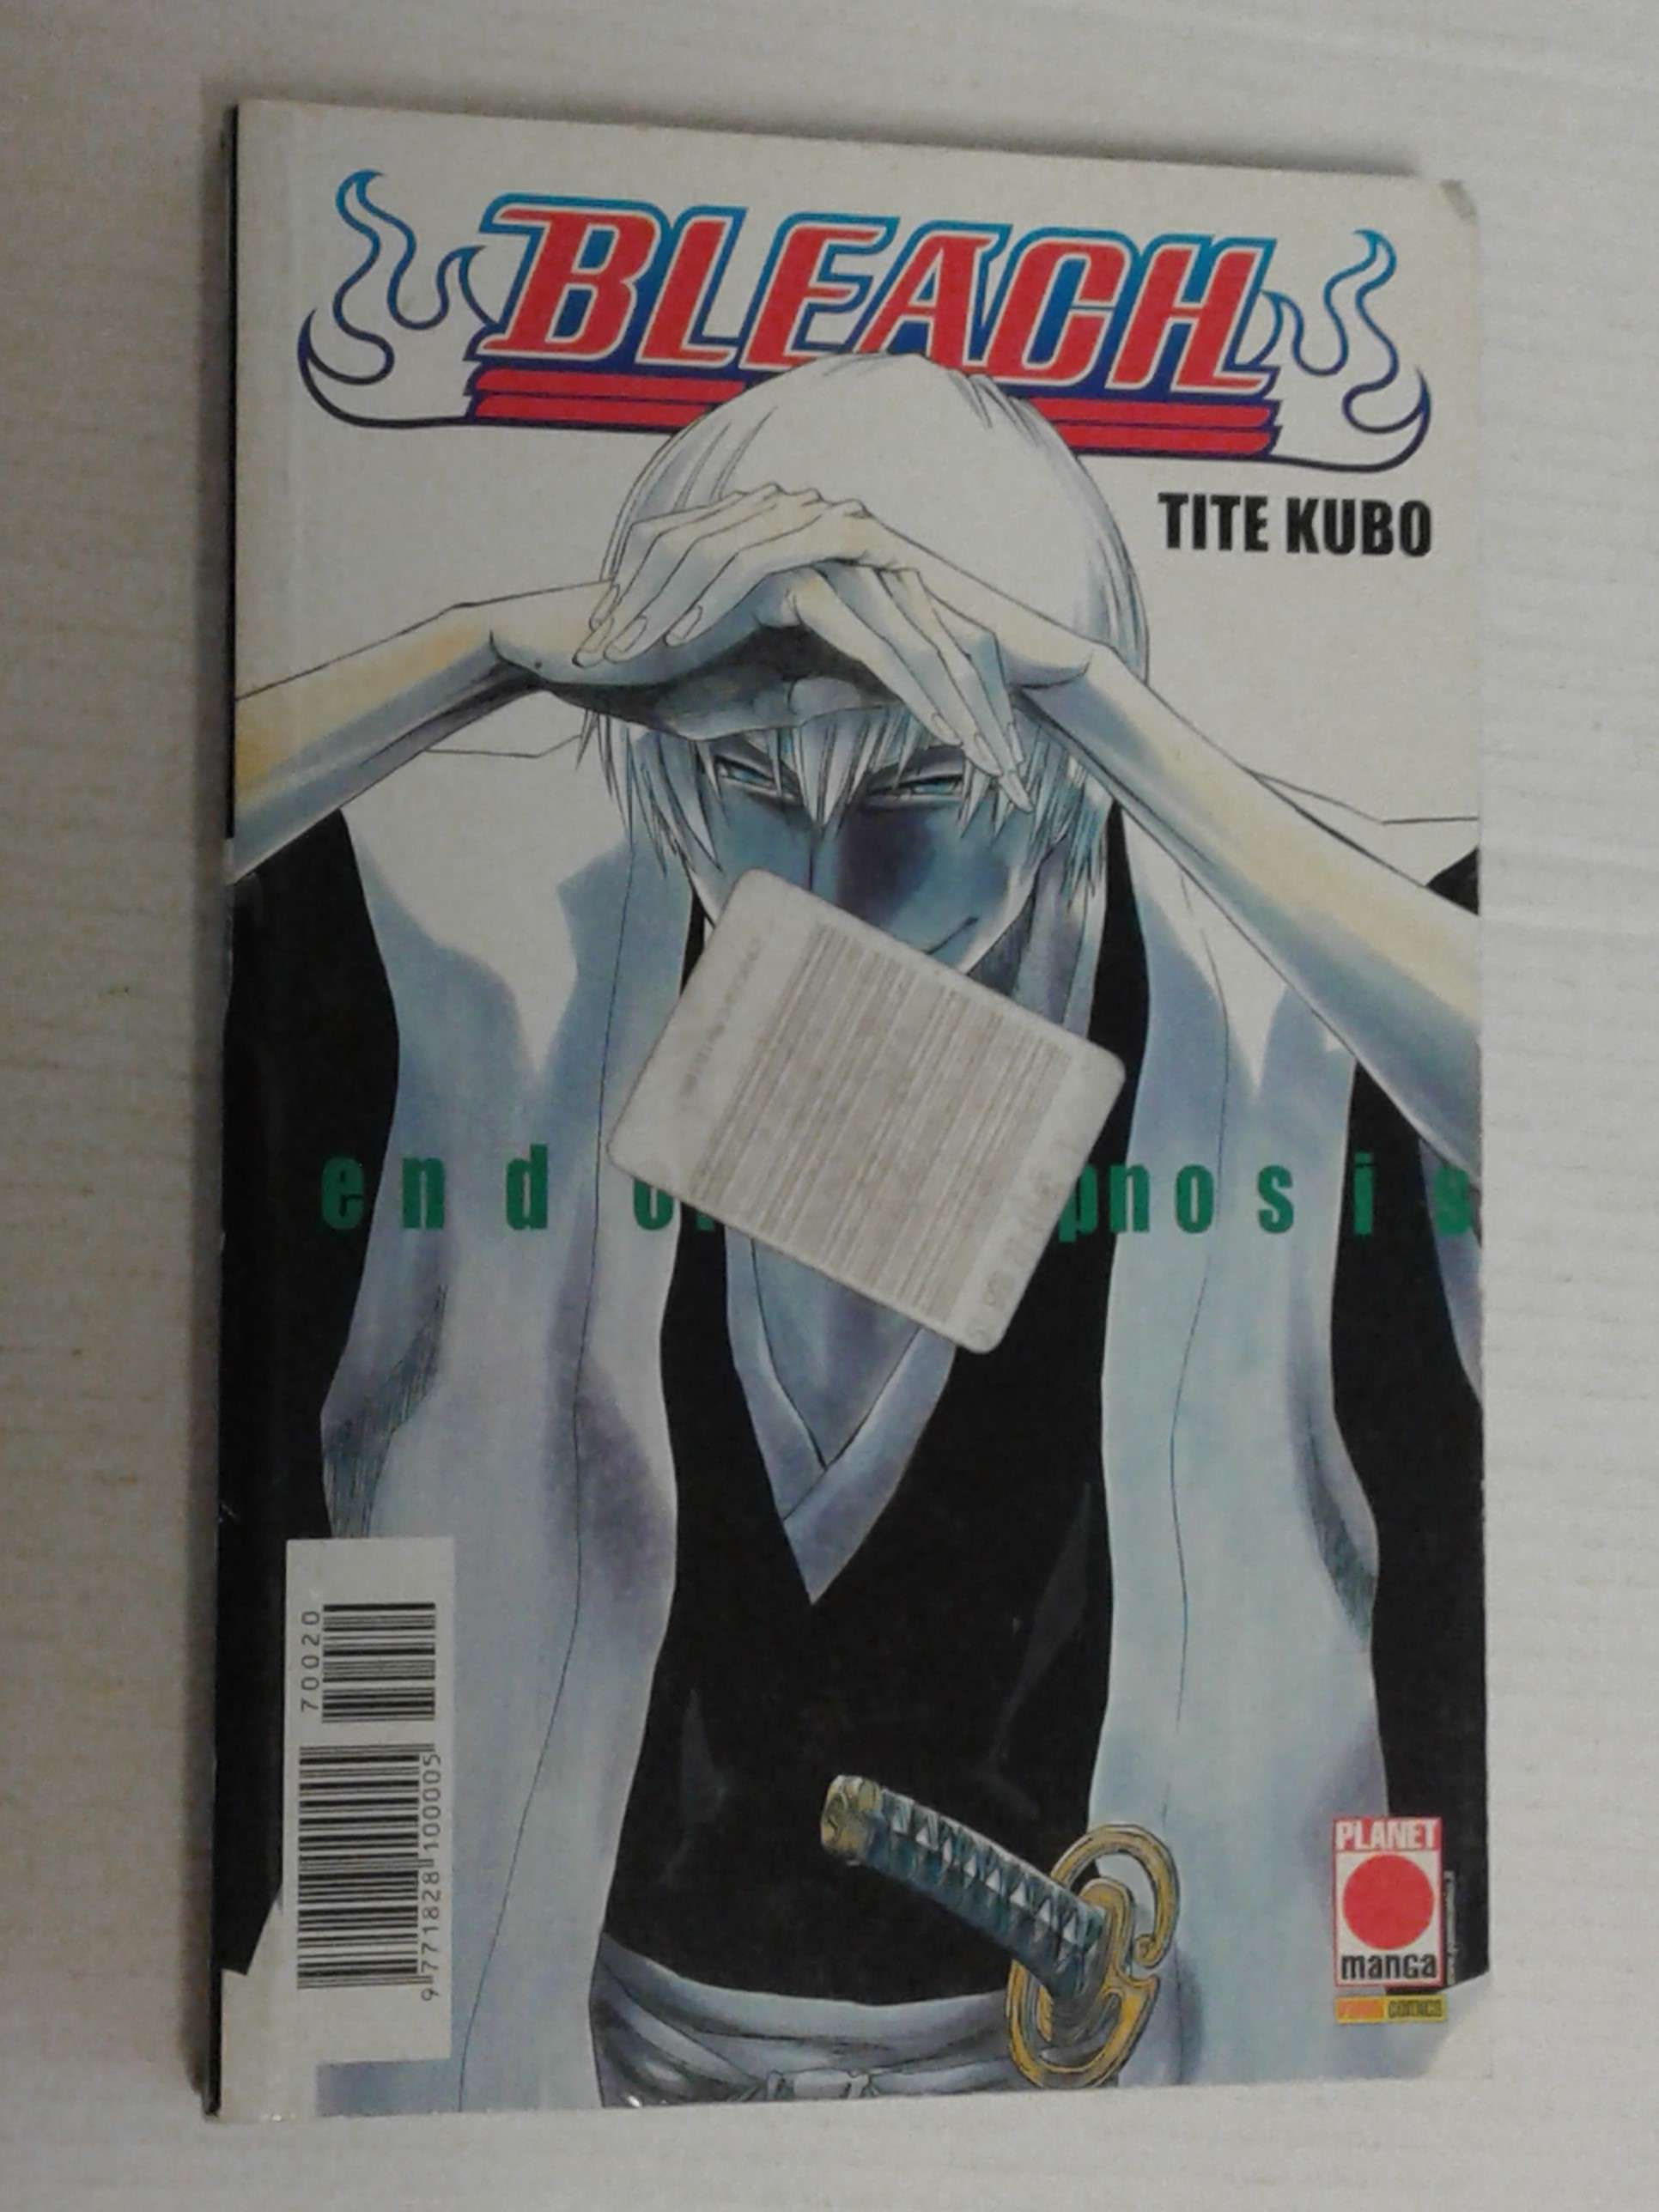 BLEACH
TITE KUBO
end o pnosis
70020
9 771828 100005
PLANET
manga
PANINI COMICS